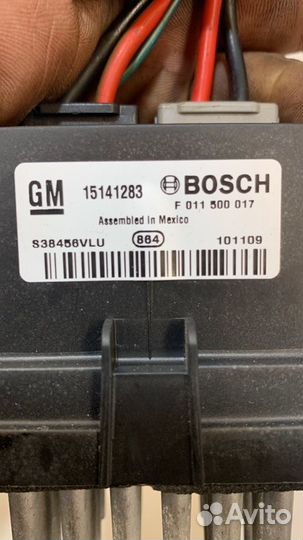 GM 15141283 BOSCH
F 011 500 017
Assembled in Mexico
S38456VLU 864 101109
Avito